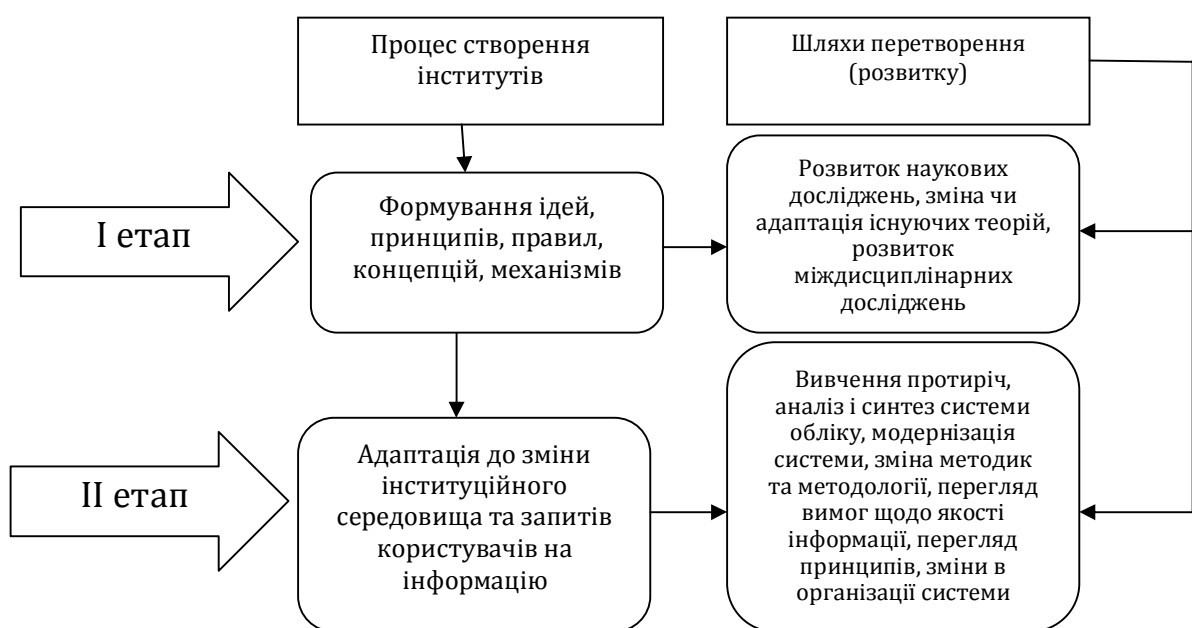 Процес створення
інститутів
Шляхи перетворення
(розвитку)
І етап
Формування ідей,
принципів, правил,
концепцій, механізмів
Розвиток наукових
досліджень, зміна чи
адаптація існуючих теорій,
розвиток
міждисциплінарних
досліджень
ІІ етап
Адаптація до зміни
інституційного
середовища та запитів
користувачів на
інформацію
Вивчення протиріч,
аналіз і синтез системи
обліку, модернізація
системи, зміна методик
та методології, перегляд
вимог щодо якості
інформації, перегляд
принципів, зміни в
організації системи